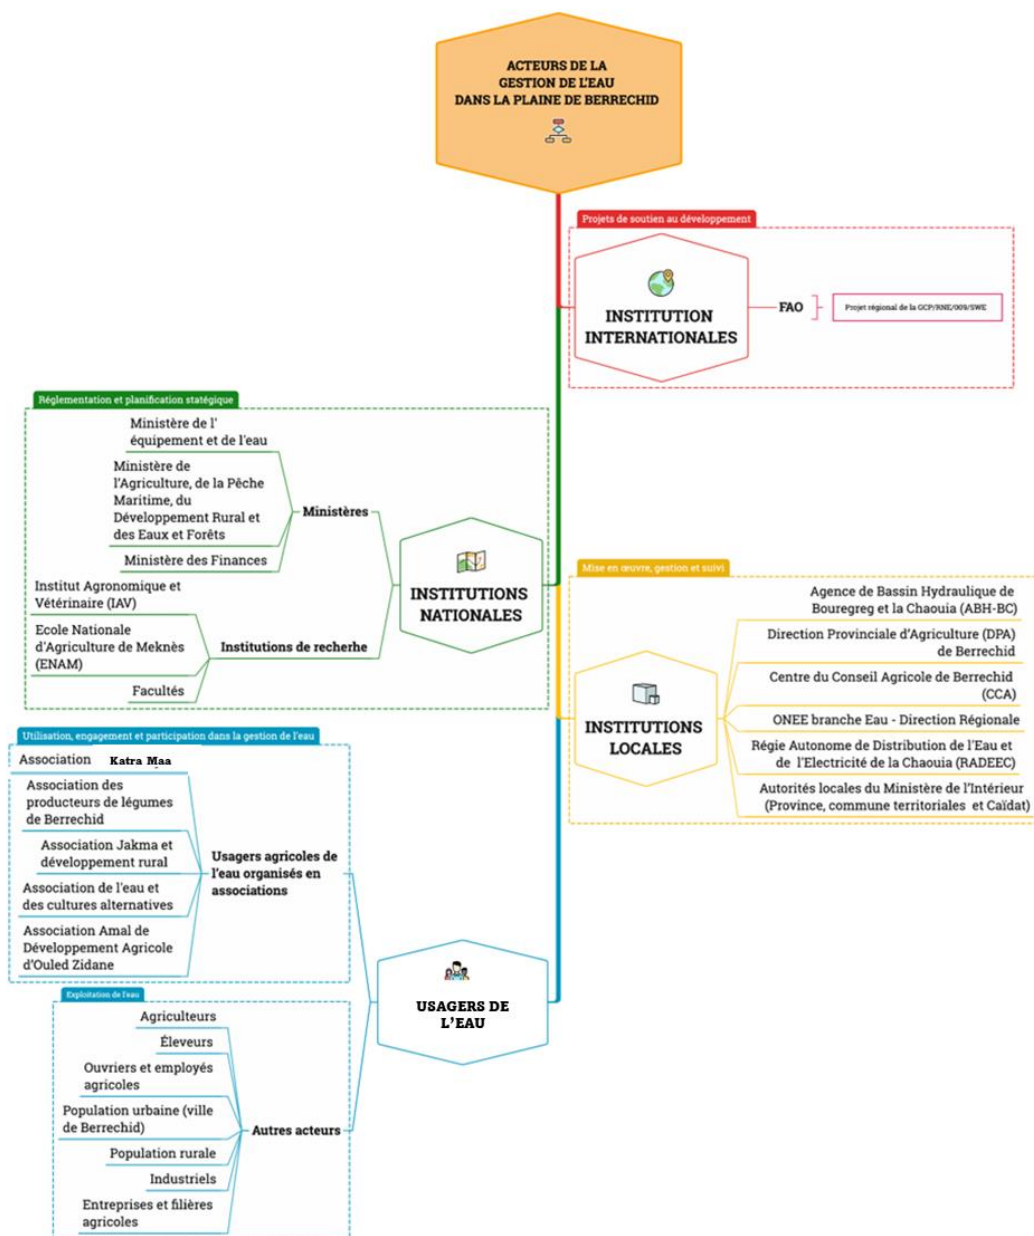 ACTEURS DE LA
GESTION DE L'EAU
DANS LA PLAINE DE BERRECHID
Projets de soutien au développement
INSTITUTION
INTERNATIONALES
FAO
Projet régional de la GCP/RNE/009/SWE
Réglementation et planification statégique
Ministère de l'
équipement et de l'eau
Ministère de
l'Agriculture, de la Pêche
Maritime, du
Développement Rural et
des Eaux et Forêts
Ministère des Finances
Ministères
Institut Agronomique et
Vétérinaire (IAV)
Ecole Nationale
d'Agriculture de Meknès
(ENAM)
Facultés
Institutions de recherhe
INSTITUTIONS
NATIONALES
Mise en œuvre, gestion et suivi
INSTITUTIONS
LOCALES
Agence de Bassin Hydraulique de
Bouregreg et la Chaouia (ABH-BC)
Direction Provinciale d'Agriculture (DPA)
de Berrechid
Centre du Conseil Agricole de Berrechid
(CCA)
ONEE branche Eau - Direction Régionale
Régie Autonome de Distribution de l'Eau et
de l'Electricité de la Chaouia (RADEEC)
Autorités locales du Ministère de l'Intérieur
(Province, commune territoriales et Caïdat)
Utilisation, engagement et participation dans la gestion de l'eau
Association Katra Maa
Association des
producteurs de légumes
de Berrechid
Association Jakma et
développement rural
Association de l'eau et
des cultures alternatives
Association Amal de
Développement Agricole
d'Ouled Zidane
Usagers agricoles de
l'eau organisés en
associations
USAGERS DE
L'EAU
Exploitation de l'eau
Agriculteurs
Éleveurs
Ouvriers et employés
agricoles
Population urbaine (ville
de Berrechid)
Population rurale
Industriels
Entreprises et filières
agricoles
Autres acteurs